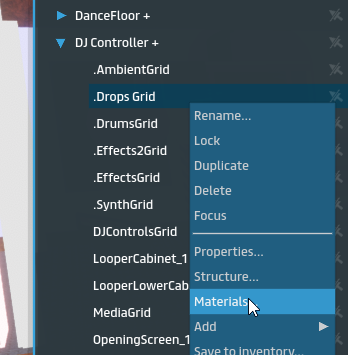 DanceFloor +
DJ Controller +
.AmbientGrid
.Drops Grid
.DrumsGrid
.Effects2Grid
.EffectsGrid
.SynthGrid
DJControlsGrid
LooperCabinet_1
LooperLowerCab
MediaGrid
OpeningScreen_1
Rename...
Lock
Duplicate
Delete
Focus
Properties...
Structure...
Materials
Add
Save to inventory...